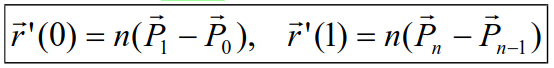 r⃗'(0) = n(P⃗₁ − P⃗₀),   r⃗'(1) = n(P⃗ₙ − P⃗ₙ₋₁)